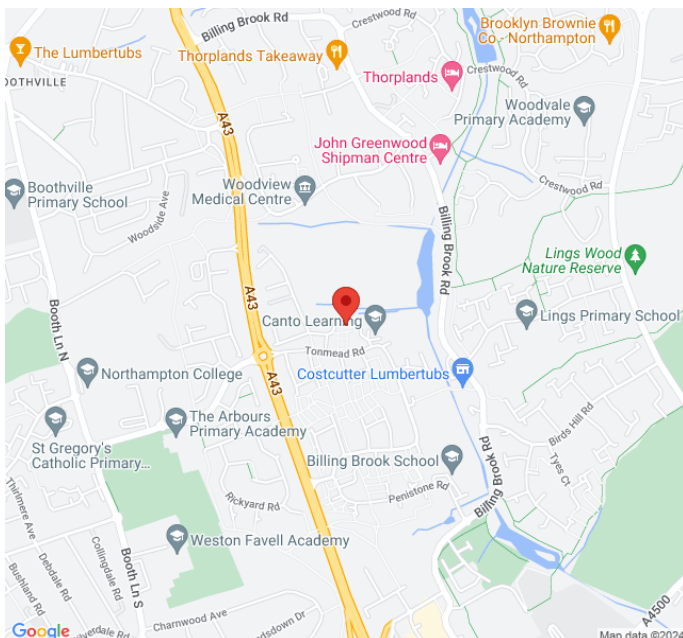 Billing Brook Rd
Crestwood Rd
Brooklyn Brownie
Co - Northampton
The Lumbertubs
Thorplands Takeaway
OOTHVILLE
Thorplands
Crestwood Rd
Woodvale
Primary Academy
A43
John Greenwood
Shipman Centre
Woodview
Medical Centre
Boothville
Primary School
Crestwood Rd
Woodside Ave
Billing Brook Rd
Lings Wood
Nature Reserve
A43
Canto Learning
Lings Primary School
Booth Ln N
Tonmead Rd
Northampton College
A43
Costcutter Lumbertubs
The Arbours
Primary Academy
Birds Hill Rd
St Gregory's
Catholic Primary...
Billing Brook School
Tyes Ct
Billing Brook Rd
Penistone Rd
Rickyard Rd
Thirlmere Ave
Weston Favell Academy
Collingdale Rd
Debdale Rd
Bushland Rd
Booth Ln S
A4500
Charnwood Ave
ndsdown Dr
lverdale Rd
Google
Map data ©2024